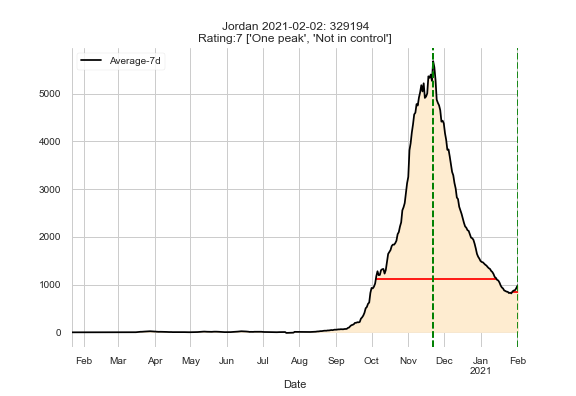 Jordan 2021-02-02: 329194
Rating:7 ['One peak', 'Not in control']
Average-7d
5000
4000
3000
2000
1000
0
Feb Mar Apr May Jun Jul Aug Sep Oct Nov Dec Jan Feb
2021
Date